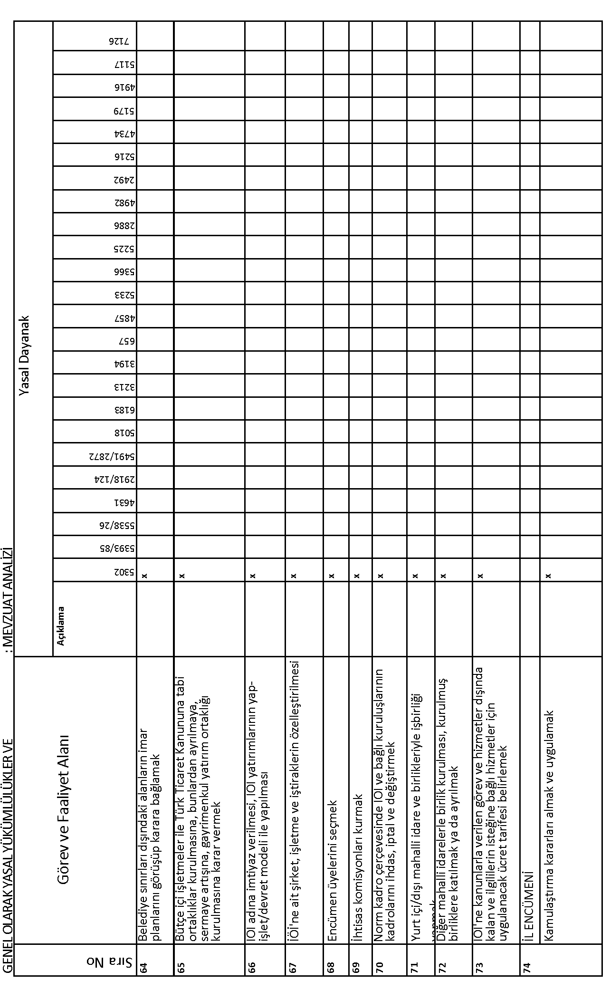 GENEL OLARAK YASAL YÜKÜMLÜLÜKLER VE : MEVZUAT ANALİZİ
Sıra No
Görev ve Faaliyet Alanı
Yasal Dayanak
Açıklama
5302
5393/85
5538/26
4631
2918/124
5491/2872
5018
6183
3213
3194
657
4857
5233
5366
5225
2886
4982
2492
5216
4734
5179
4916
5117
7126
64
Belediye sınırları dışındaki alanların imar
planlarını görüşüp karara bağlamak
x
65
Bütçe içi işletmeler ile Türk Ticaret Kanununa tabi
ortaklıklar kurulmasına, bunlardan ayrılmaya,
sermaye artışına, gayrimenkul yatırım ortaklığı
kurulmasına karar vermek
x
66
IOI adına imtiyaz verilmesi, IOI yatırımlarının yap-
işlet/devret modeli ile yapılması
x
67
İÖİ'ne ait şirket, işletme ve iştiraklerin özelleştirilmesi
x
68
Encümen üyelerini seçmek
x
69
İhtisas komisyonları kurmak
x
70
Norm kadro çerçevesinde IOI ve bağlı kuruluşlarının
kadrolarını ihdas, iptal ve değiştirmek
x
71
Yurt içi/dışı mahalli idare ve birlikleriyle işbirliği
yapmak
x
72
Diğer mahalli idarelerle birlik kurulması, kurulmuş
birliklere katılmak ya da ayrılmak
x
73
IOI'ne kanunlarla verilen görev ve hizmetler dışında
kalan ve ilgililerin isteğine bağlı hizmetler için
uygulanacak ücret tarifesi belirlemek
x
74
İL ENCÜMENİ
Kamulaştırma kararları almak ve uygulamak
x